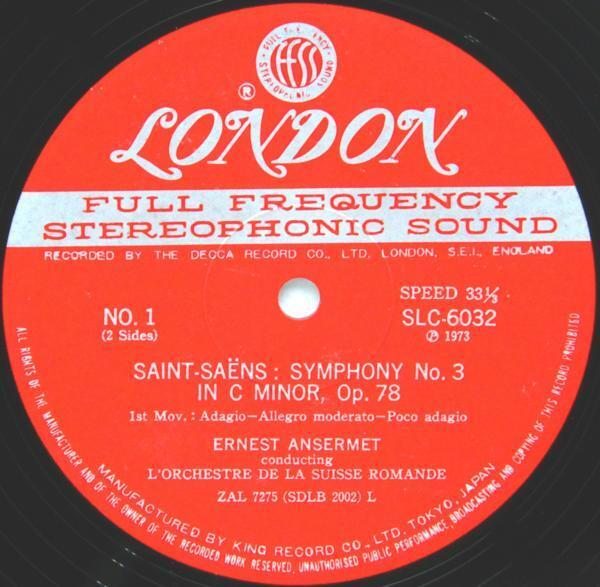 FULL FREQUENCY
STEREOPHONIC SOUND
FFSS
®
LONDON
FULL FREQUENCY
STEREOPHONIC SOUND
RECORDED BY THE DECCA RECORD CO., LTD, LONDON, S.E.I., ENGLAND
SPEED 33⅓
NO. 1
(2 Sides)
SLC-6032
℗ 1973
SAINT-SAËNS : SYMPHONY No. 3
IN C MINOR, Op. 78
1st Mov. : Adagio—Allegro moderato—Poco adagio
ERNEST ANSERMET
conducting
L'ORCHESTRE DE LA SUISSE ROMANDE
ZAL 7275 (SDLB 2002) L
MANUFACTURED BY KING RECORD CO., LTD. TOKYO, JAPAN
ALL RIGHTS OF THE MANUFACTURER AND OF THE OWNER OF THE RECORDED WORK RESERVED, UNAUTHORISED PUBLIC PERFORMANCE, BROADCASTING AND COPYING OF THIS RECORD PROHIBITED